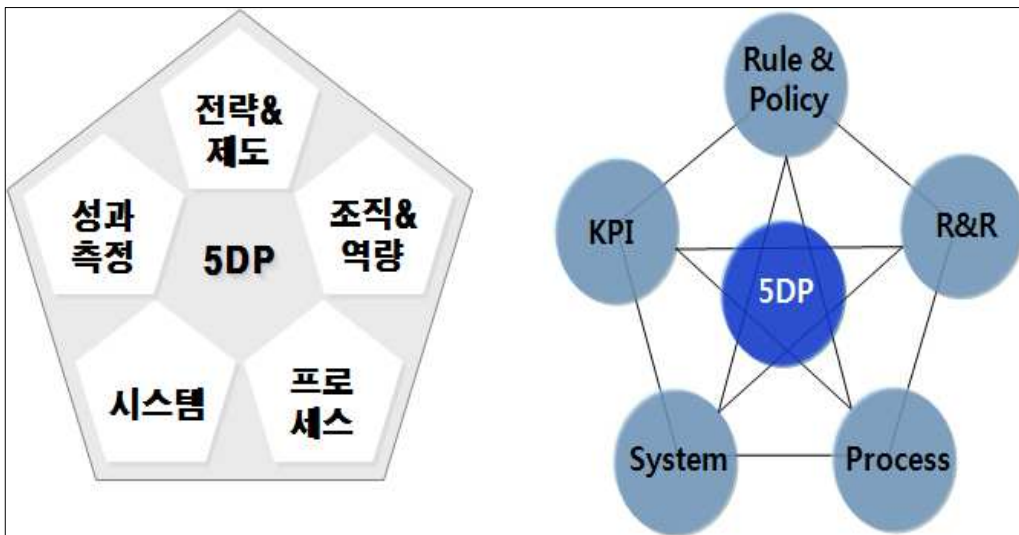 전략&
제도
성과
측정
5DP
조직&
역량
시스템
프로
세스
Rule &
Policy
KPI
R&R
5DP
System
Process